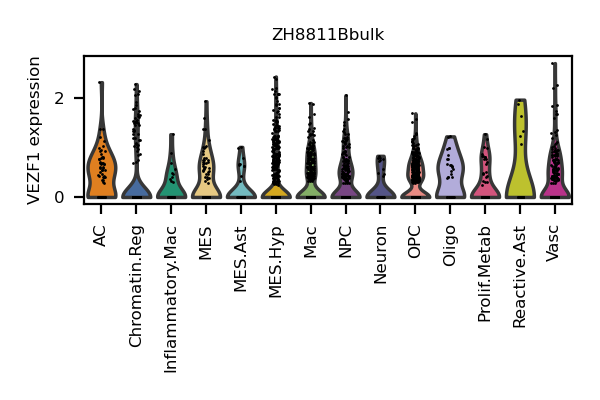 ZH8811Bbulk
VEZF1 expression
2
0
AC
Chromatin.Reg
Inflammatory.Mac
MES
MES.Ast
MES.Hyp
Mac
NPC
Neuron
OPC
Oligo
Prolif.Metab
Reactive.Ast
Vasc